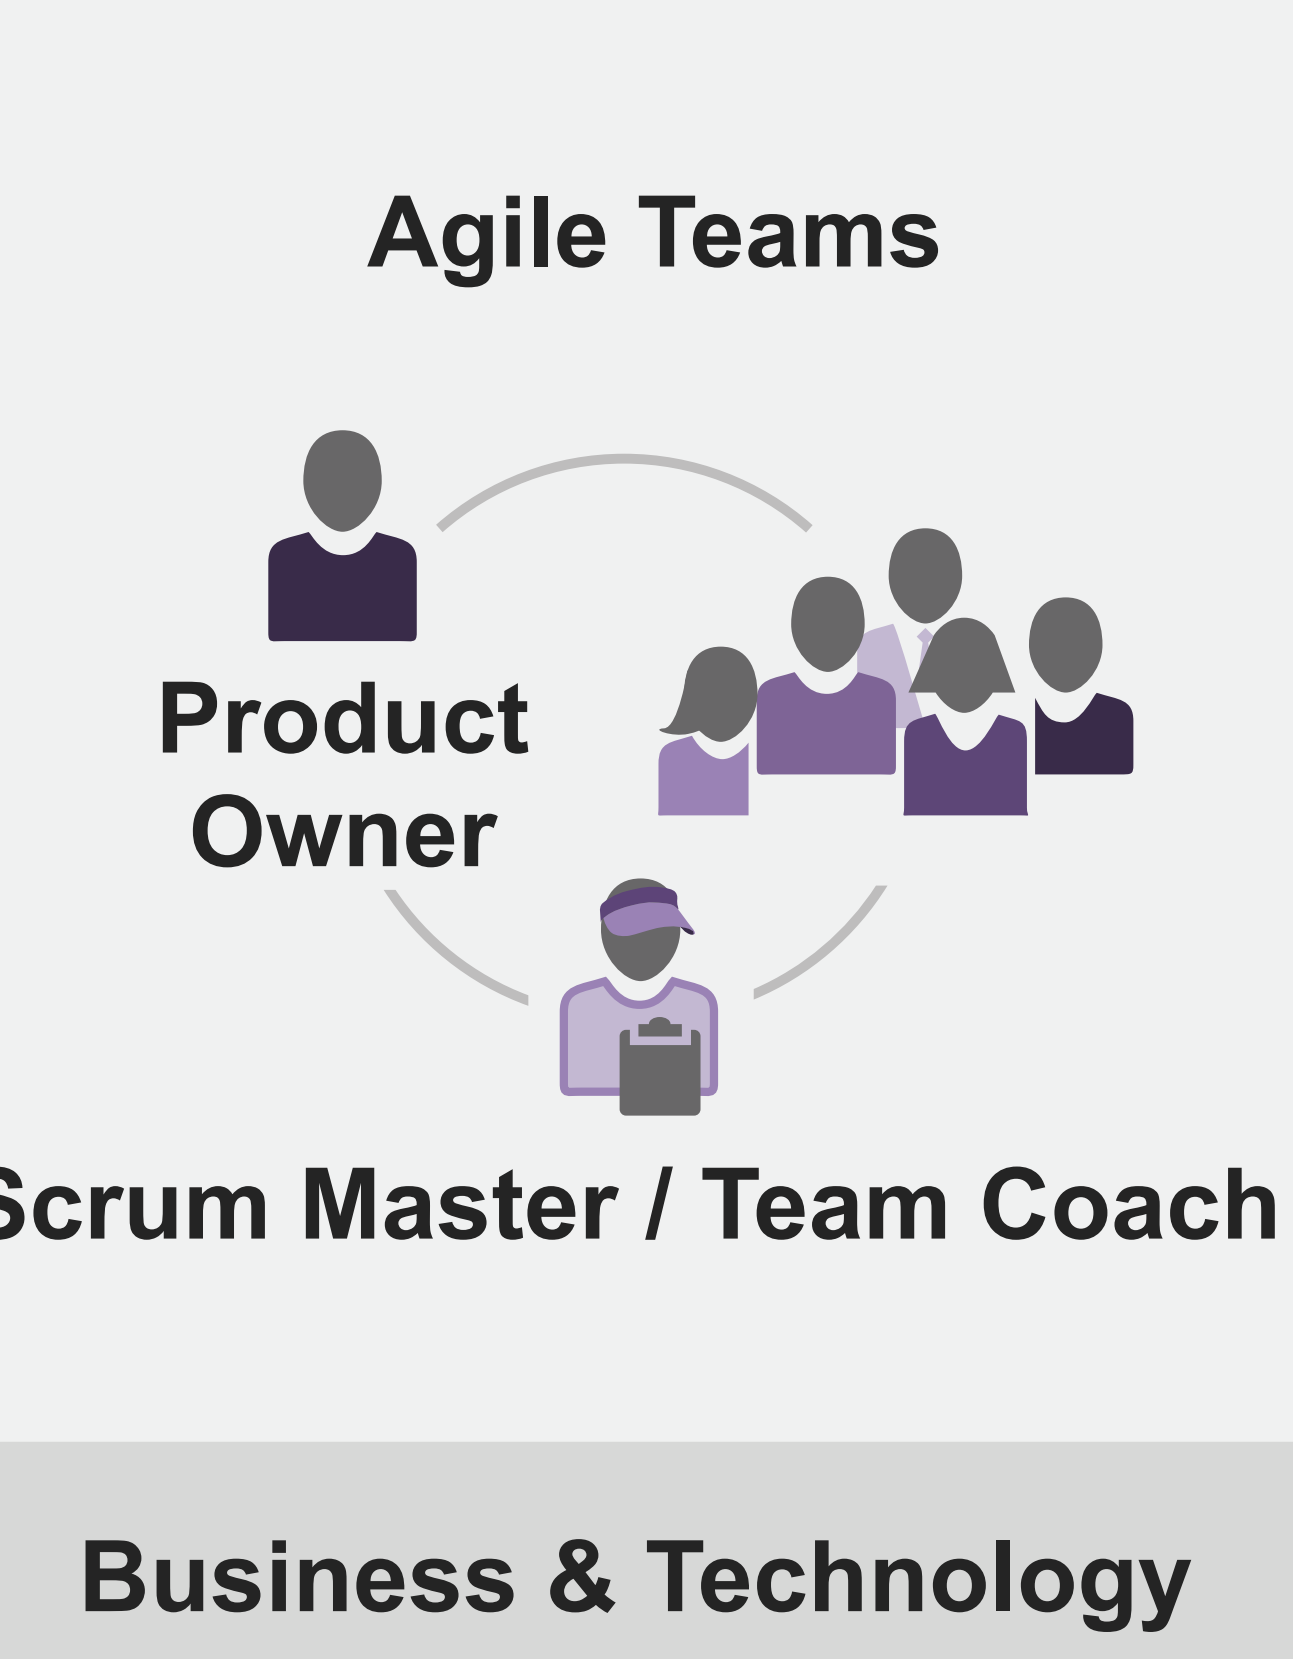 Agile Teams
Product
Owner
Scrum Master / Team Coach
Business & Technology